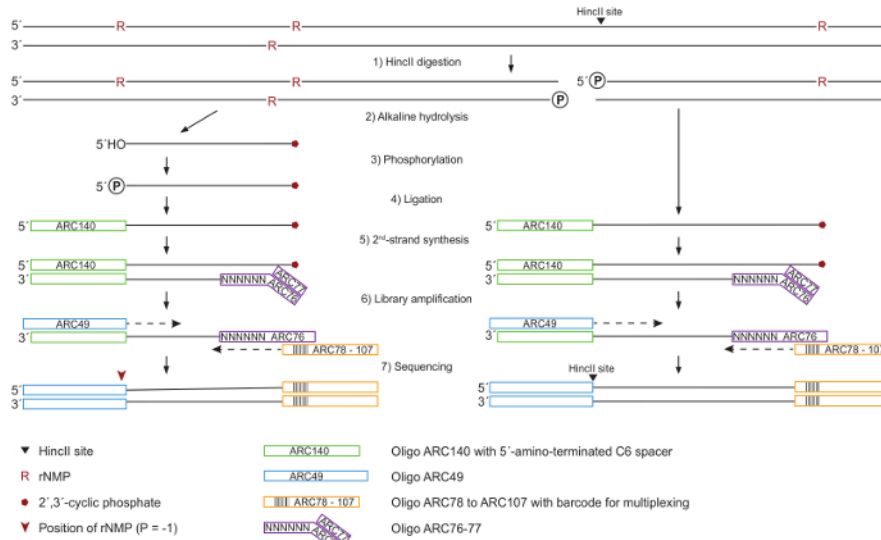 HincII site
5´ R R R
3´ R
1) HincII digestion
5´ R R 5´ P R
3´ R P
2) Alkaline hydrolysis
5´HO
3) Phosphorylation
5´ P
4) Ligation
5´ ARC140 5´ ARC140
5) 2nd-strand synthesis
5´ ARC140 ARC77 5´ ARC140 ARC77
3´ NNNNNN ARC76 3´ NNNNNN ARC76
6) Library amplification
ARC49 ARC49
3´ NNNNNN ARC76 3´ NNNNNN ARC76
ARC78 - 107 ARC78 - 10
7) Sequencing
HincII site
5´ 5´
3´ 3´
HincII site ARC140 Oligo ARC140 with 5´-amino-terminated C6 spacer
R rNMP ARC49 Oligo ARC49
2´,3´-cyclic phosphate ARC78 - 107 Oligo ARC78 to ARC107 with barcode for multiplexing
Position of rNMP (P = -1) NNNNNN ARC77 Oligo ARC76-77